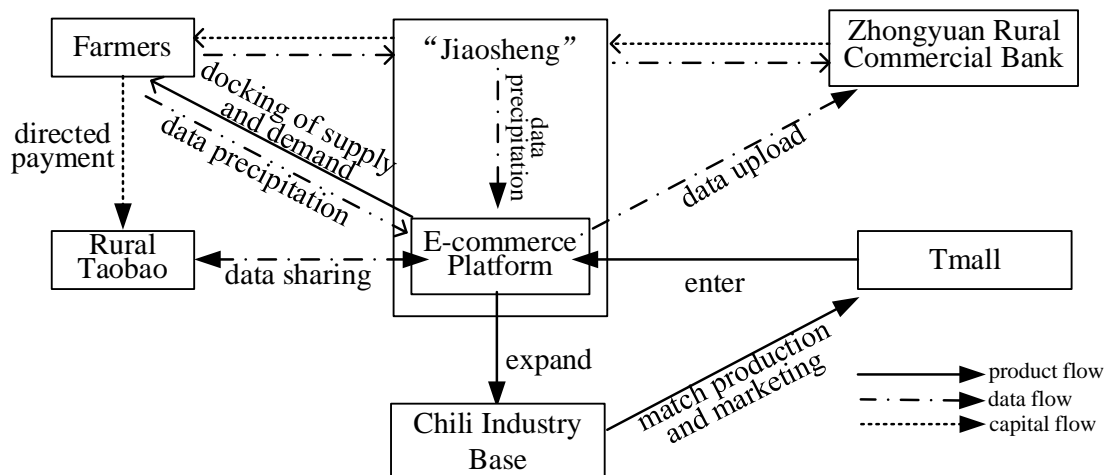 Farmers
“Jiaosheng”
Zhongyuan Rural
Commercial Bank
docking of supply
and demand
data precipitation
data
precipitation
data upload
directed
payment
Rural
Taobao
data sharing
E-commerce
Platform
enter
Tmall
expand
match production
and marketing
Chili Industry
Base
product flow
data flow
capital flow